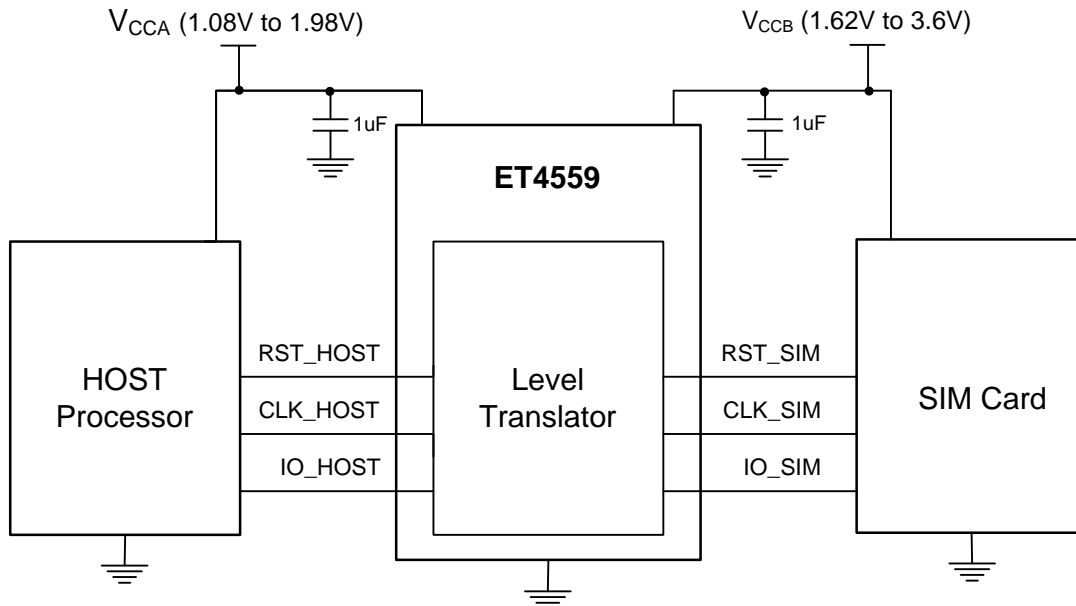 VCCA (1.08V to 1.98V)
VCCB (1.62V to 3.6V)
1uF
1uF
ET4559
HOST
Processor
RST_HOST
CLK_HOST
IO_HOST
Level
Translator
RST_SIM
CLK_SIM
IO_SIM
SIM Card